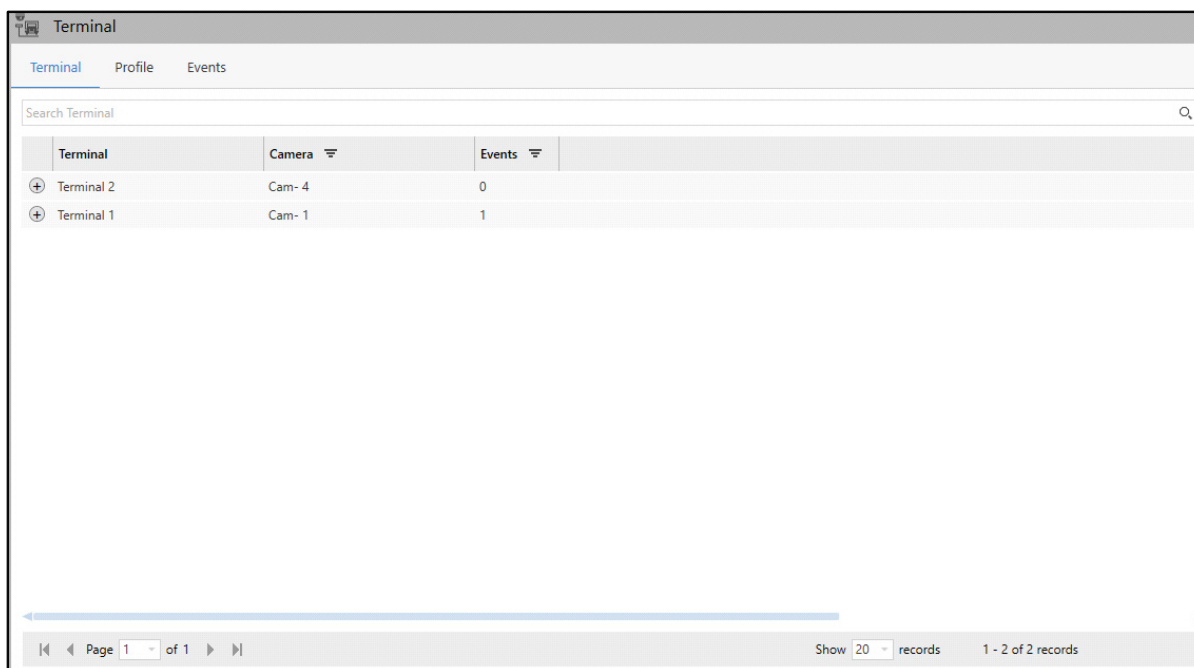 Terminal
Terminal Profile Events
Search Terminal
Terminal Camera Events
Terminal 2 Cam- 4 0
Terminal 1 Cam- 1 1
Page 1 of 1 Show 20 records 1 - 2 of 2 records